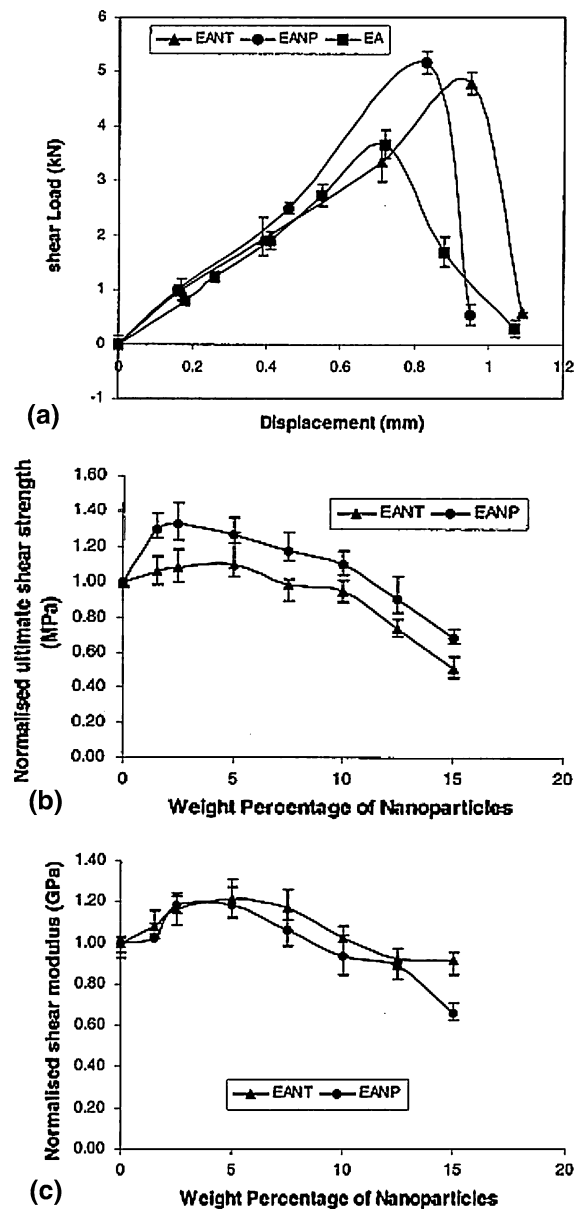 EANT EANP EA
6
5
4
3
2
1
0
-1
0 0.2 0.4 0.6 0.8 1 1.2
shear Load (kN)
Displacement (mm)
(a)
1.60
1.40
1.20
1.00
0.80
0.60
0.40
0.20
0.00
EANT EANP
Normalised ultimate shear strength
(MPa)
0 5 10 15 20
Weight Percentage of Nanoparticles
(b)
1.40
1.20
1.00
0.80
0.60
0.40
0.20
0.00
Normalised shear modulus (GPa)
EANT EANP
0 5 10 15 20
Weight Percentage of Nanoparticles
(c)